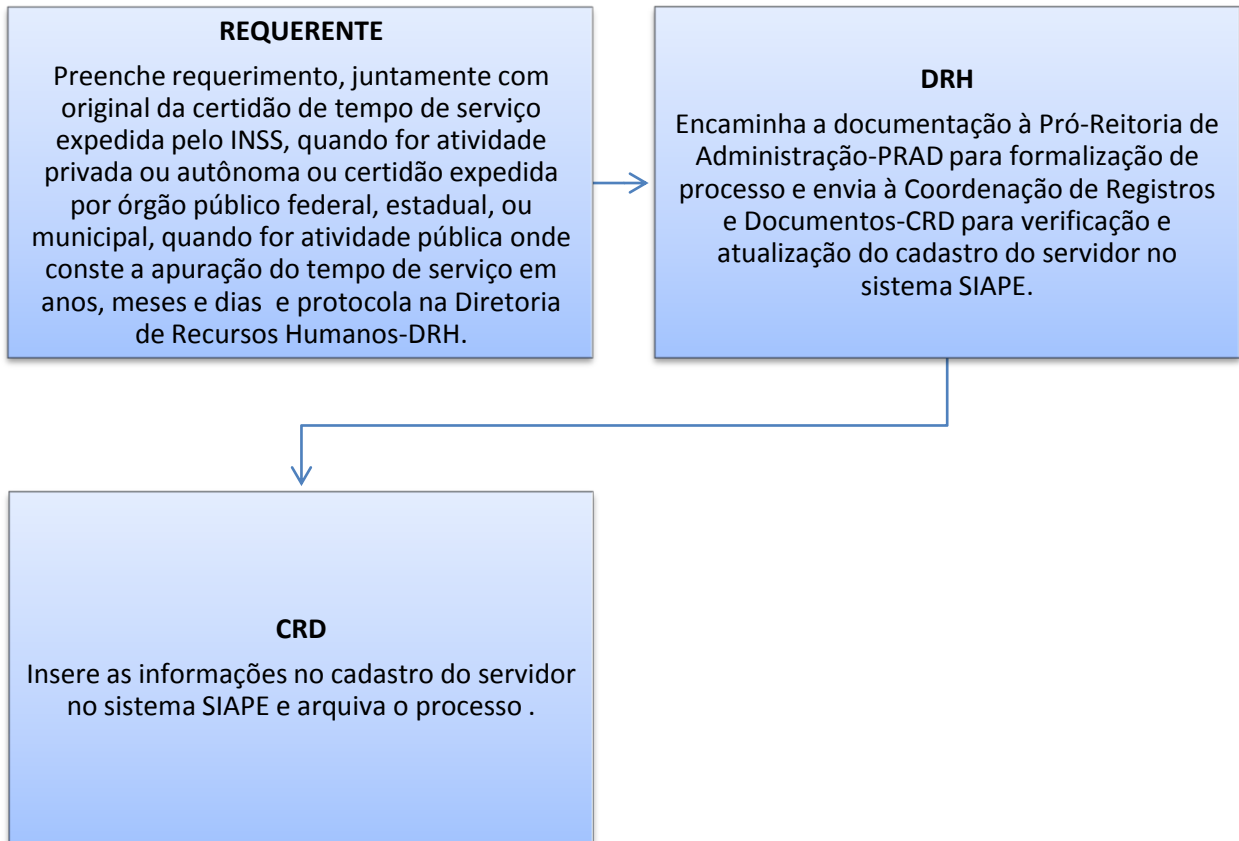 REQUERENTE
Preenche requerimento, juntamente com
original da certidão de tempo de serviço
expedida pelo INSS, quando for atividade
privada ou autônoma ou certidão expedida
por órgão público federal, estadual, ou
municipal, quando for atividade pública onde
conste a apuração do tempo de serviço em
anos, meses e dias e protocola na Diretoria
de Recursos Humanos-DRH.
DRH
Encaminha a documentação à Pró-Reitoria de
Administração-PRAD para formalização de
processo e envia à Coordenação de Registros
e Documentos-CRD para verificação e
atualização do cadastro do servidor no
sistema SIAPE.
CRD
Insere as informações no cadastro do servidor
no sistema SIAPE e arquiva o processo .